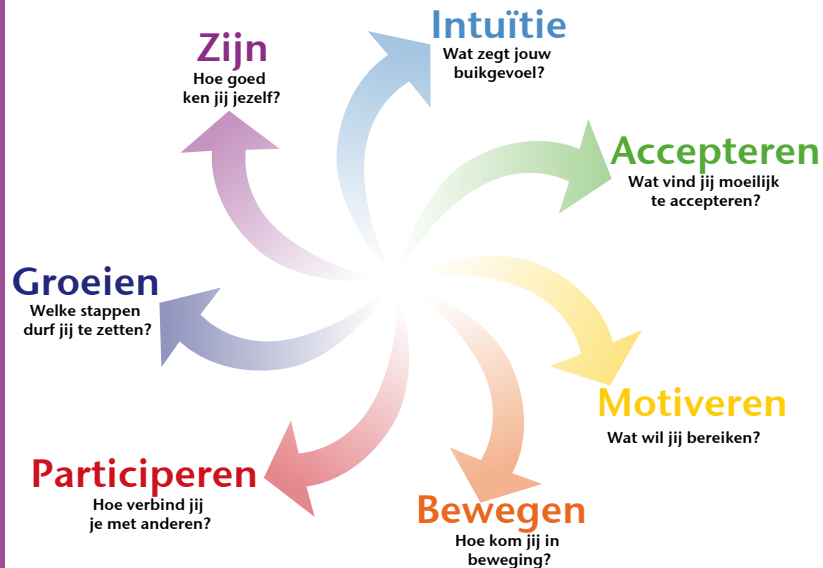 Intuïtie
Wat zegt jouw
buikgevoel?
Accepteren
Wat vind jij moeilijk
te accepteren?
Motiveren
Wat wil jij bereiken?
Bewegen
Hoe kom jij in
beweging?
Participeren
Hoe verbind jij
je met anderen?
Groeien
Welke stappen
durf jij te zetten?
Zijn
Hoe goed
ken jij jezelf?